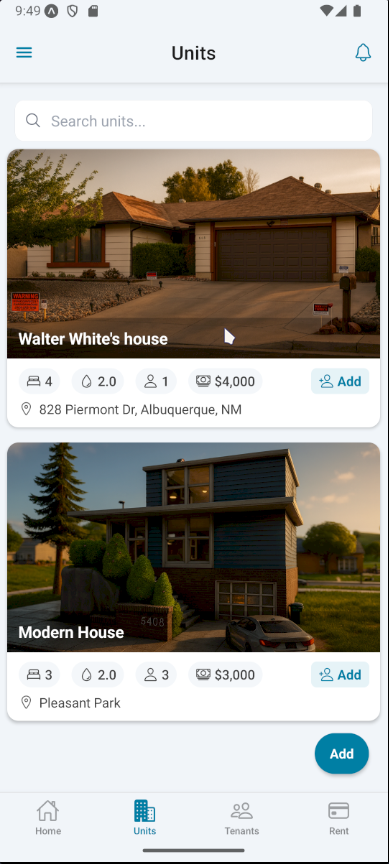 9:49
Units
Search units...
WARNING
Walter White's house
4 2.0 1 $4,000 Add
828 Piermont Dr, Albuquerque, NM
5408
Modern House
3 2.0 3 $3,000 Add
Pleasant Park
Add
Home Units Tenants Rent